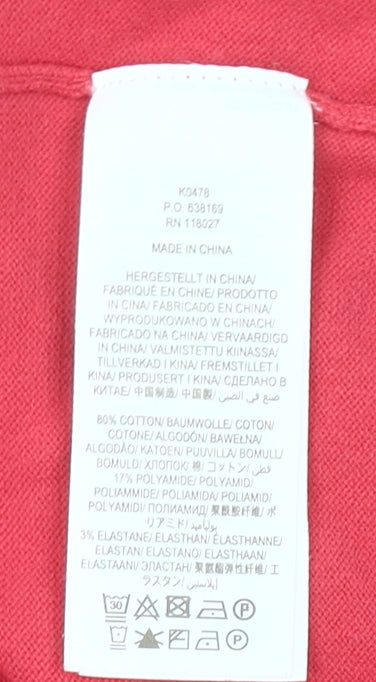 K0478
P.O. 638169
RN 118027
MADE IN CHINA
HERGESTELLT IN CHINA/
FABRIQUÉ EN CHINE/ PRODOTTO
IN CINA/ FABRICADO EN CHINA/
WYPRODUKOWANO W CHINACH/
FABRICADO NA CHINA/ VERVAARDIGD
IN CHINA/ VALMISTETTU KIINASSA/
TILLVERKAD I KINA/ FREMSTILLET I
KINA/ PRODUSERT I KINA/ СДЕЛАНО В
КИТАЕ/ 中国制造/ 中国製/ صنع في الصين/
80% COTTON/ BAUMWOLLE/ COTON/
COTONE/ ALGODÓN/ BAWEŁNA/
ALGODÃO/ KATOEN/ PUUVILLA/ BOMULL/
BOMULD/ ХЛОПОК/ 棉/ コットン/ قطن/
17% POLYAMIDE/ POLYAMID/
POLIAMMIDE/ POLIAMIDA/ POLIAMID/
POLYAMIDI/ ПОЛИАМИД/ 聚酰胺纤维/ ポ
リアミド/ پولیامید/
3% ELASTANE/ ELASTHAN/ ÉLASTHANNE/
ELASTAN/ ELASTANO/ ELASTHAAN/
ELASTAANI/ ЭЛАСТАН/ 聚氨酯弹性纤维/ エ
ラスタン/ إيلاستين/
30 P
P